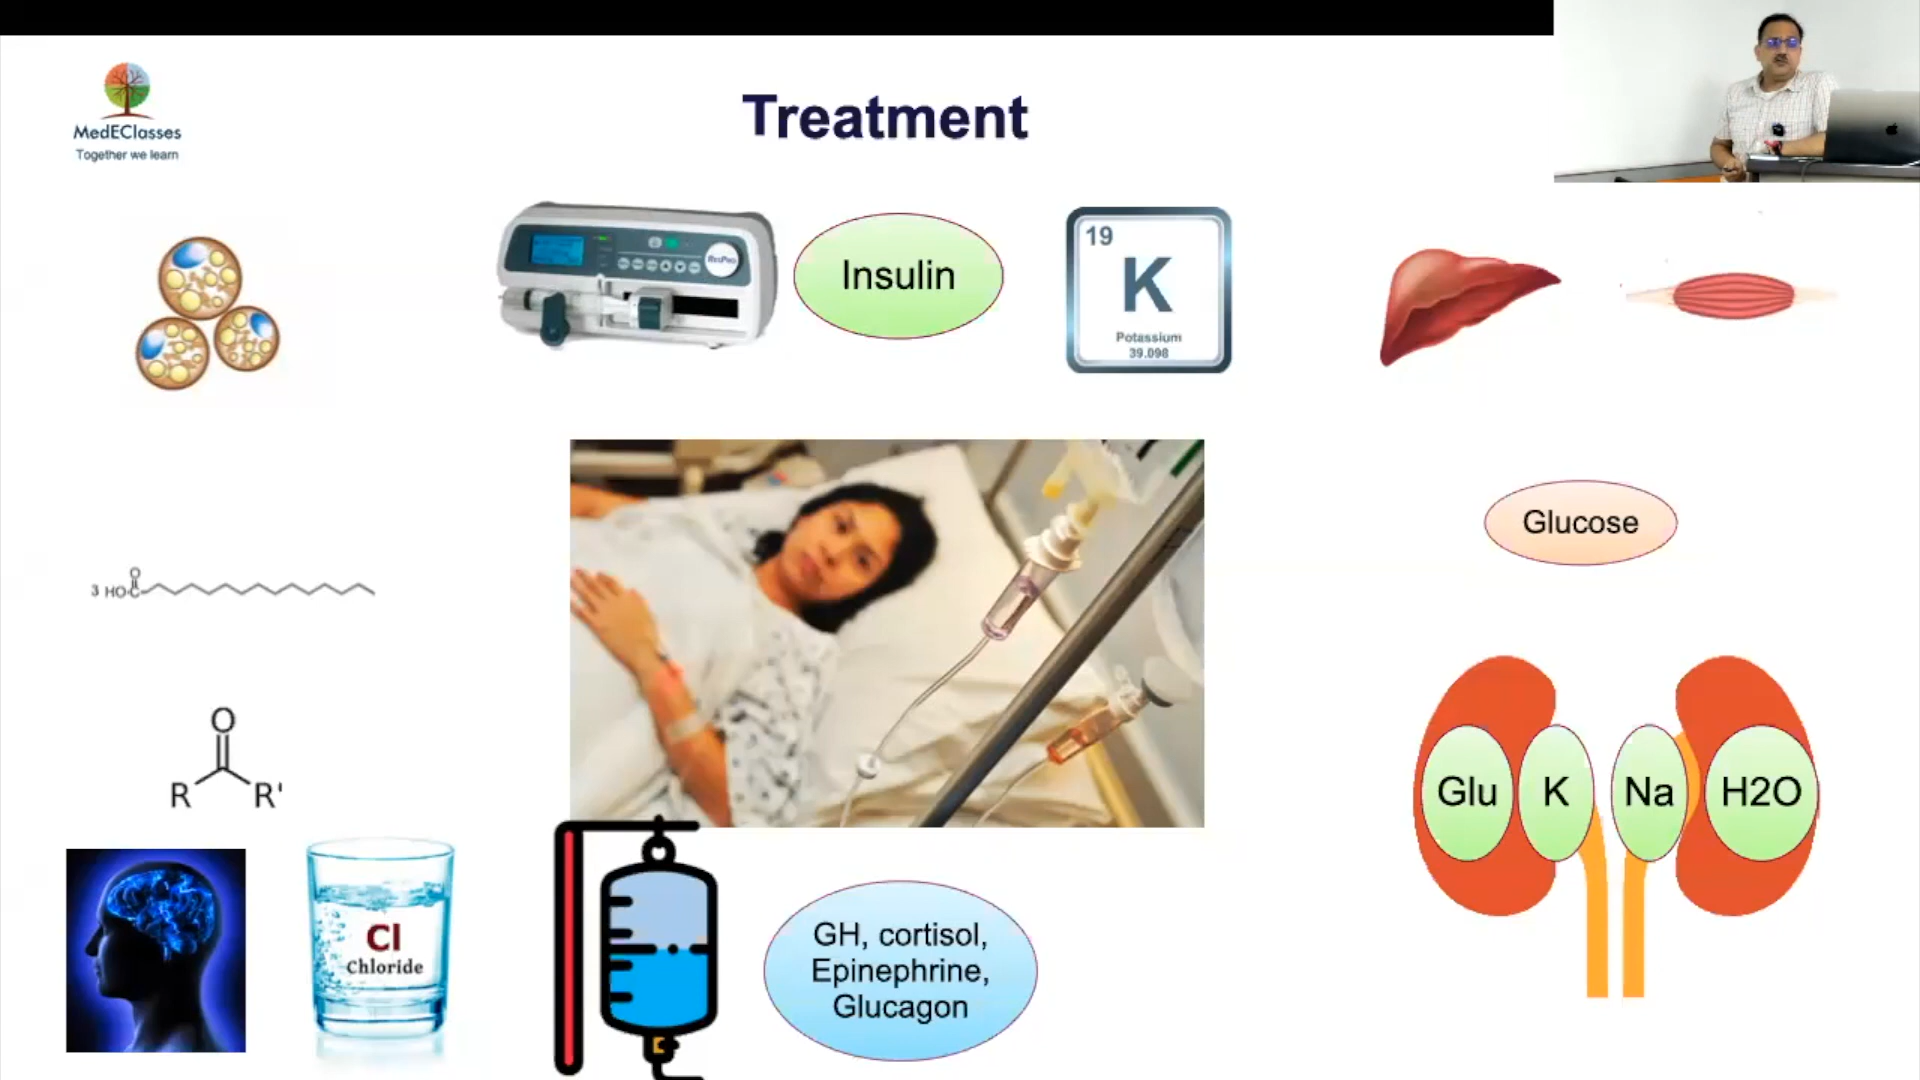 MedEClasses
Together we learn
Treatment
Insulin
19
K
Potassium
39.098
Glucose
3 HO
O
C
O
R
R'
Glu
K
Na
H2O
Cl
Chloride
GH, cortisol,
Epinephrine,
Glucagon